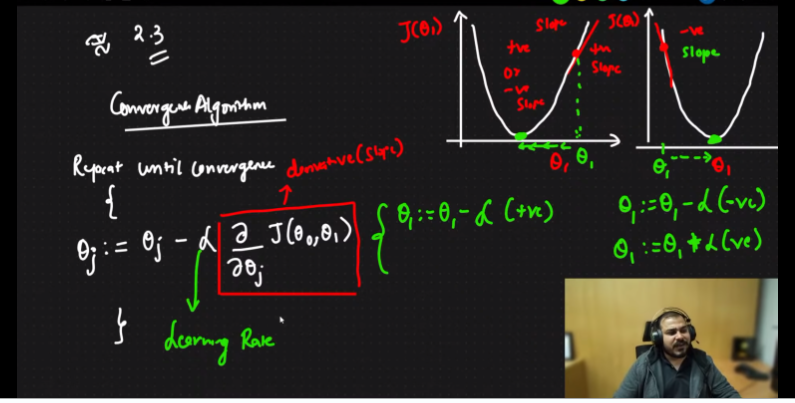 ≈ 2.3
Convergence Algorithm
Repeat until convergence
{
θj := θj - α ∂/∂θj J(θ0,θ1)
}
derivative(slope)
Learning Rate
{ θ1 := θ1 - α (+ve)
J(θ1)
slope
+ve
or
-ve
slope
slope
θ1 θ1
-ve
slope
θ1 θ1
θ1 := θ1 - α (-ve)
θ1 := θ1 + α (ve)